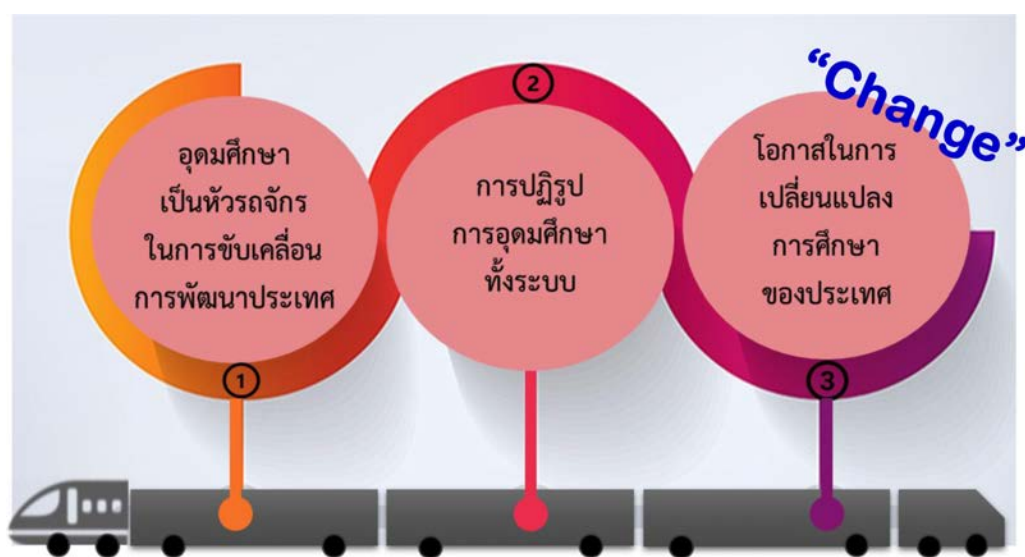 “Change”
1
อุดมศึกษา
เป็นหัวรถจักร
ในการขับเคลื่อน
การพัฒนาประเทศ
2
การปฏิรูป
การอุดมศึกษา
ทั้งระบบ
3
โอกาสในการ
เปลี่ยนแปลง
การศึกษา
ของประเทศ